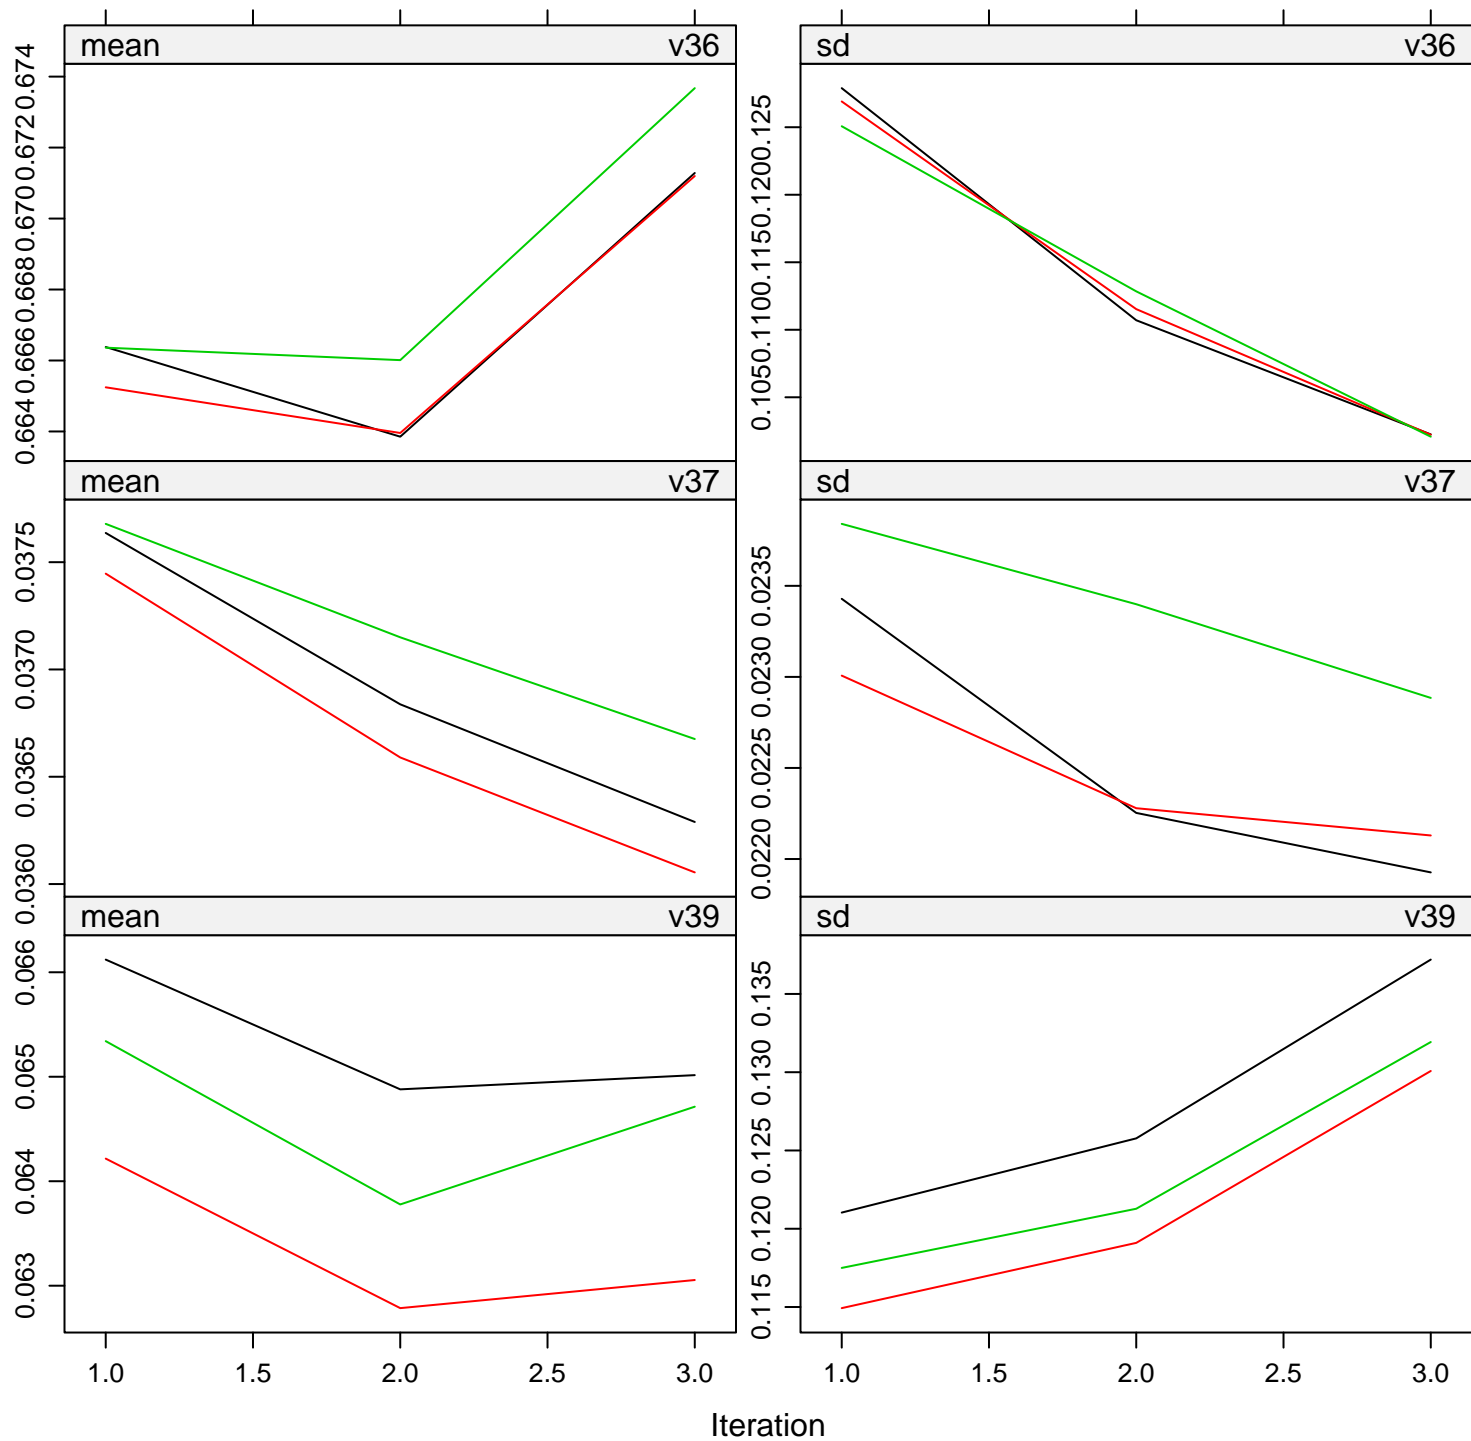 mean v36
sd v36
0.664 0.666 0.668 0.670 0.672 0.674
0.105 0.110 0.115 0.120 0.125
mean v37
sd v37
0.0360 0.0365 0.0370 0.0375
0.0220 0.0225 0.0230 0.0235
mean v39
sd v39
0.063 0.064 0.065 0.066
0.115 0.120 0.125 0.130 0.135
1.0 1.5 2.0 2.5 3.0
1.0 1.5 2.0 2.5 3.0
Iteration